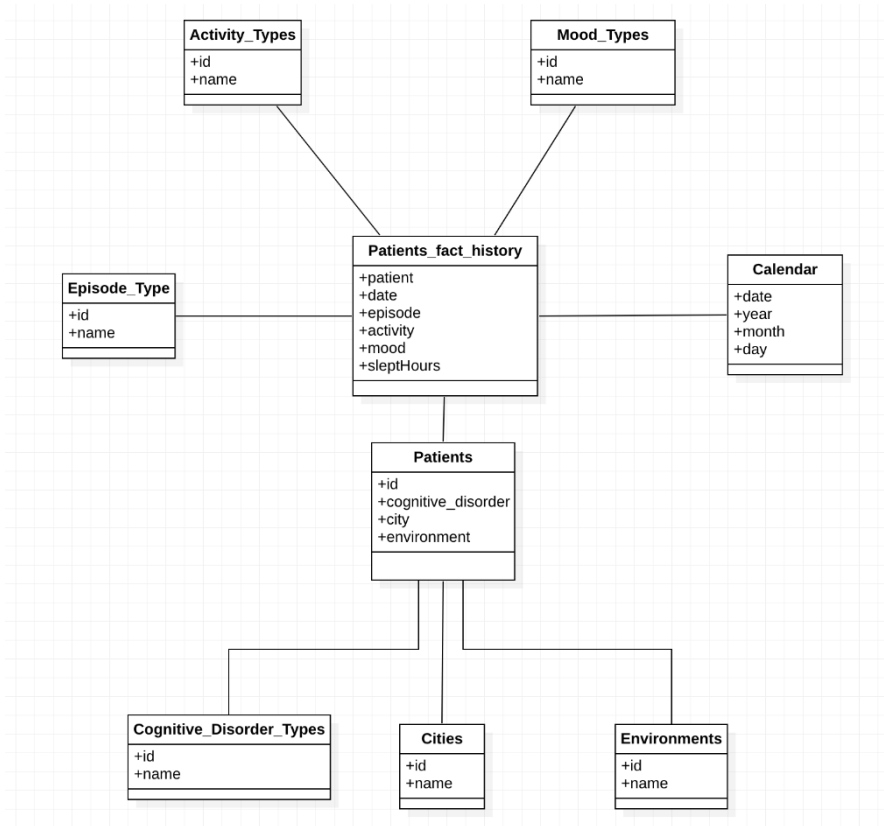 Activity_Types
+id
+name
Mood_Types
+id
+name
Patients_fact_history
+patient
+date
+episode
+activity
+mood
+sleptHours
Episode_Type
+id
+name
Calendar
+date
+year
+month
+day
Patients
+id
+cognitive_disorder
+city
+environment
Cognitive_Disorder_Types
+id
+name
Cities
+id
+name
Environments
+id
+name